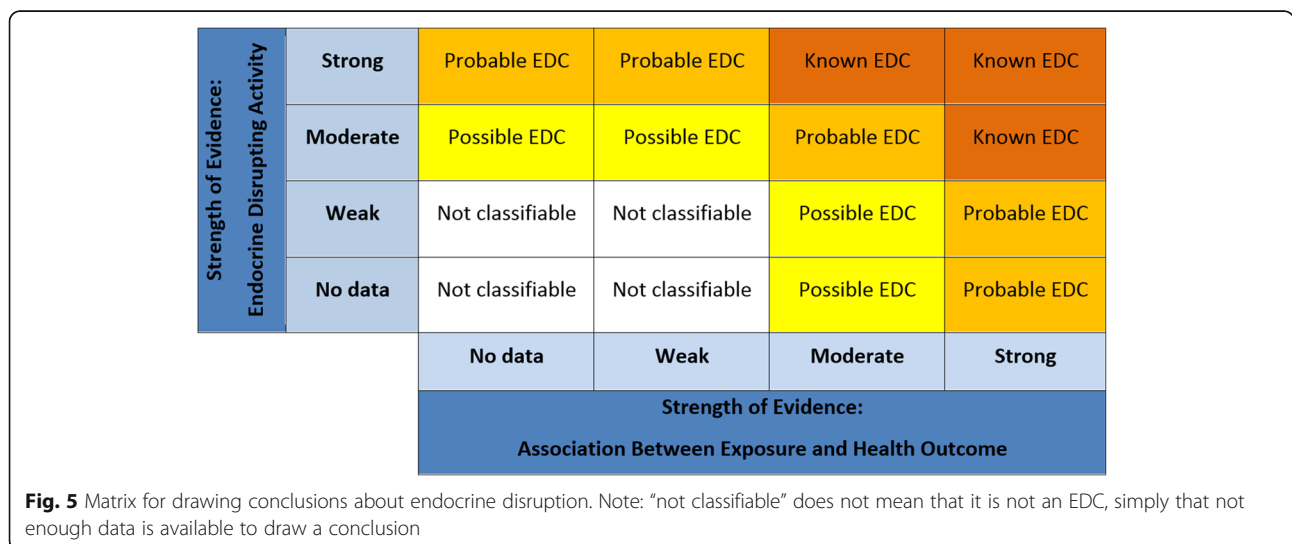 Strength of Evidence:
Endocrine Disrupting Activity
Strong Probable EDC Probable EDC Known EDC Known EDC
Moderate Possible EDC Possible EDC Probable EDC Known EDC
Weak Not classifiable Not classifiable Possible EDC Probable EDC
No data Not classifiable Not classifiable Possible EDC Probable EDC
No data Weak Moderate Strong
Strength of Evidence:
Association Between Exposure and Health Outcome
Fig. 5 Matrix for drawing conclusions about endocrine disruption. Note: “not classifiable” does not mean that it is not an EDC, simply that not
enough data is available to draw a conclusion